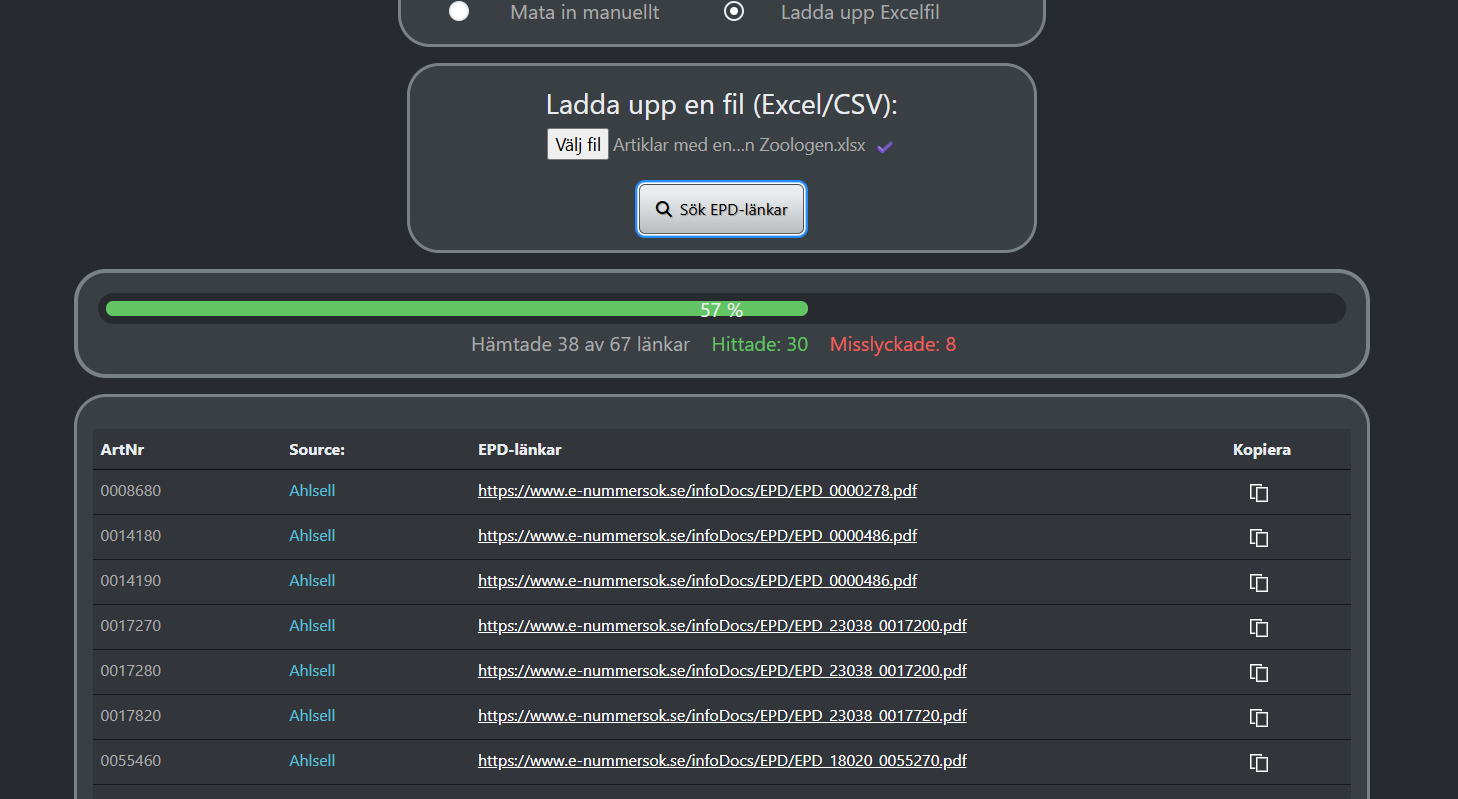 Mata in manuellt Ladda upp Excelfil
Ladda upp en fil (Excel/CSV):
Välj fil Artiklar med en...n Zoologen.xlsx
Sök EPD-länkar
57 %
Hämtade 38 av 67 länkar Hittade: 30 Misslyckade: 8
ArtNr Source: EPD-länkar Kopiera
0008680 Ahlsell https://www.e-nummersok.se/infoDocs/EPD/EPD_0000278.pdf
0014180 Ahlsell https://www.e-nummersok.se/infoDocs/EPD/EPD_0000486.pdf
0014190 Ahlsell https://www.e-nummersok.se/infoDocs/EPD/EPD_0000486.pdf
0017270 Ahlsell https://www.e-nummersok.se/infoDocs/EPD/EPD_23038_0017200.pdf
0017280 Ahlsell https://www.e-nummersok.se/infoDocs/EPD/EPD_23038_0017200.pdf
0017820 Ahlsell https://www.e-nummersok.se/infoDocs/EPD/EPD_23038_0017720.pdf
0055460 Ahlsell https://www.e-nummersok.se/infoDocs/EPD/EPD_18020_0055270.pdf